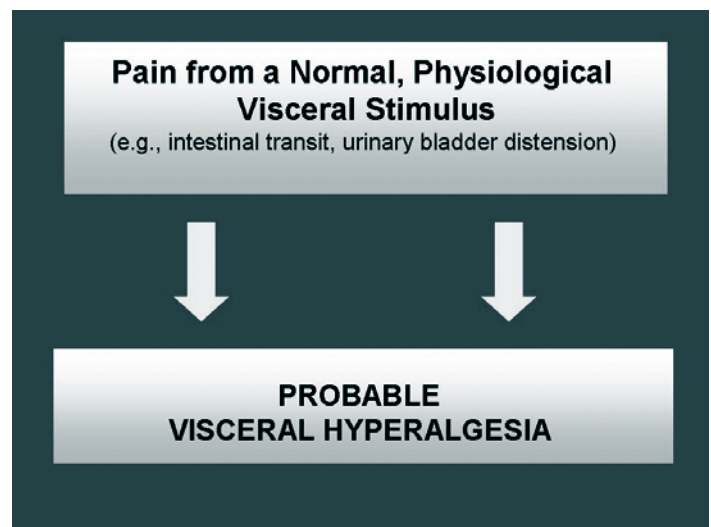 Pain from a Normal, Physiological
Visceral Stimulus
(e.g., intestinal transit, urinary bladder distension)
PROBABLE
VISCERAL HYPERALGESIA